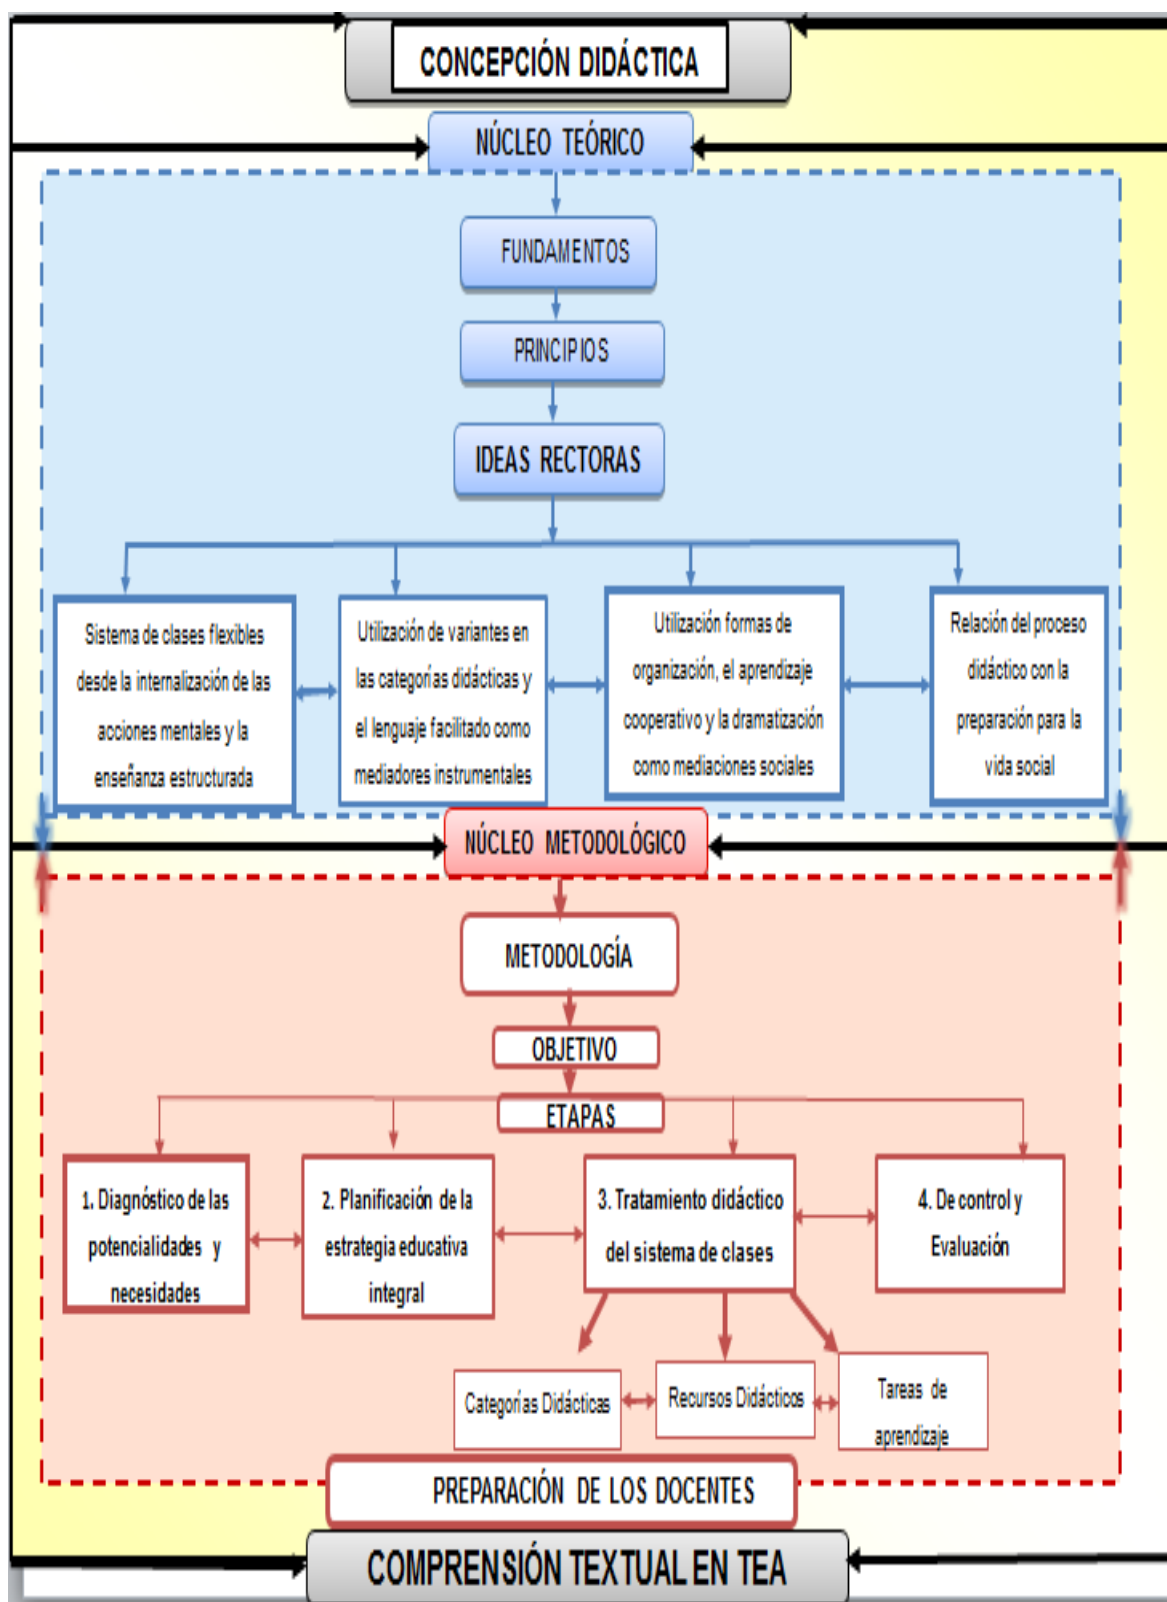 CONCEPCIÓN DIDÁCTICA
NÚCLEO TEÓRICO
FUNDAMENTOS
PRINCIPIOS
IDEAS RECTORAS
Sistema de clases flexibles
desde la internalización de las
acciones mentales y la
enseñanza estructurada
Utilización de variantes en
las categorías didácticas y
el lenguaje facilitado como
mediadores instrumentales
Utilización formas de
organización, el aprendizaje
cooperativo y la dramatización
como mediaciones sociales
Relación del proceso
didáctico con la
preparación para la
vida social
NÚCLEO METODOLÓGICO
METODOLOGÍA
OBJETIVO
ETAPAS
1. Diagnóstico de las
potencialidades y
necesidades
2. Planificación de la
estrategia educativa
integral
3. Tratamiento didáctico
del sistema de clases
4. De control y
Evaluación
Categorías Didácticas
Recursos Didácticos
Tareas de
aprendizaje
PREPARACIÓN DE LOS DOCENTES
COMPRENSIÓN TEXTUAL EN TEA